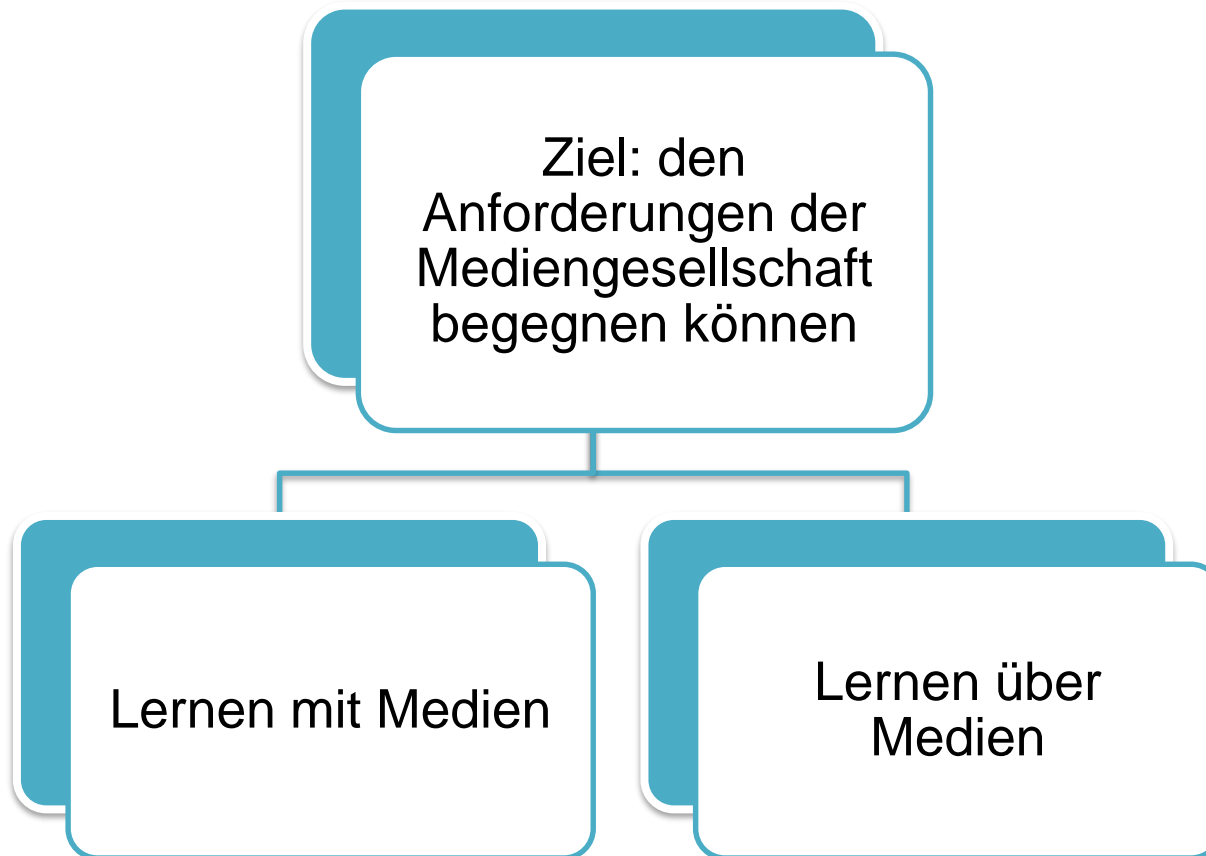 Ziel: den
Anforderungen der
Mediengesellschaft
begegnen können
Lernen mit Medien
Lernen über
Medien